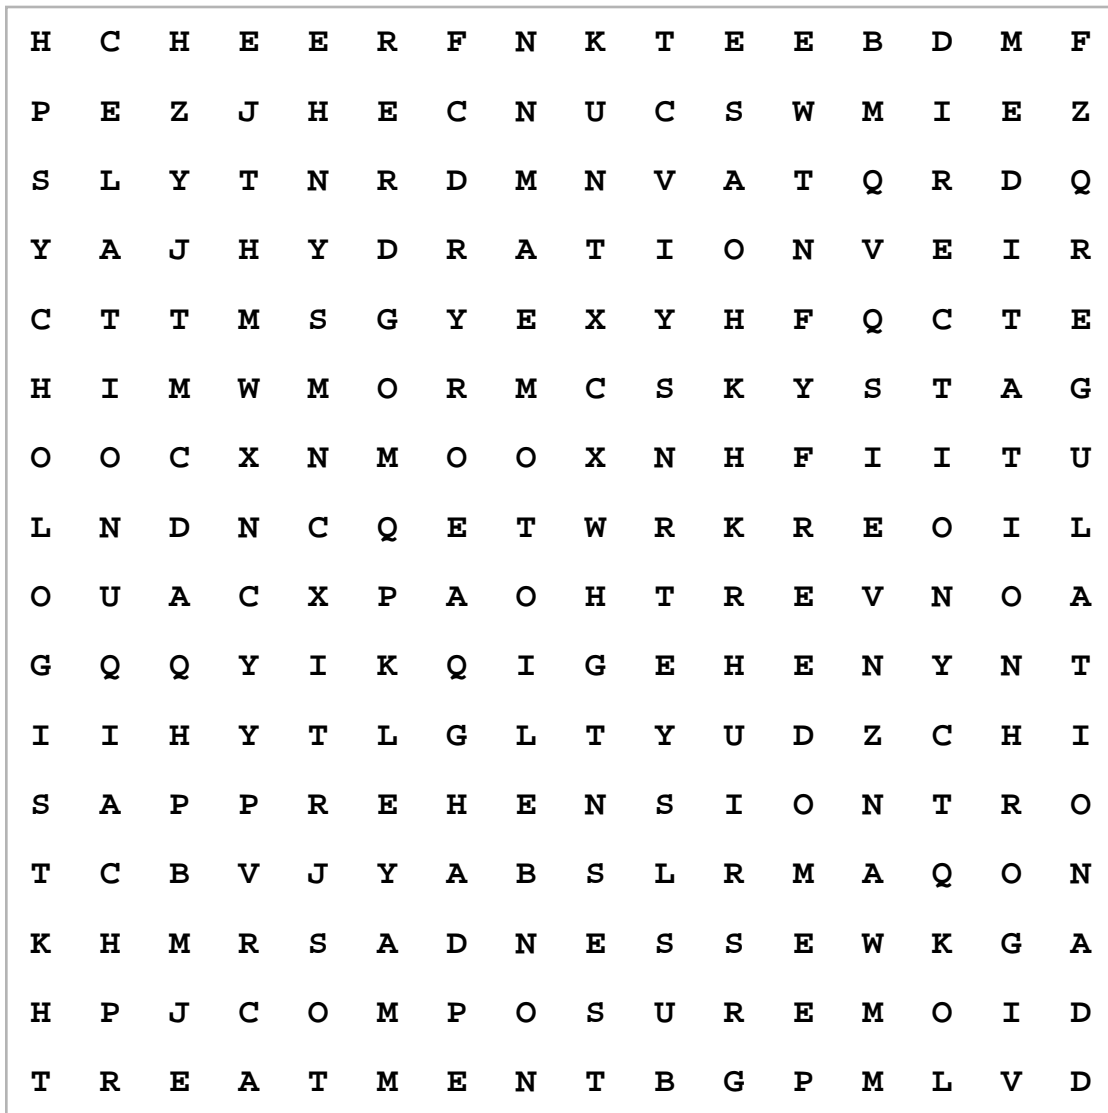 H C H E E R F N K T E E B D M F
P E Z J H E C N U C S W M I E Z
S L Y T N R D M N V A T Q R D Q
Y A J H Y D R A T I O N V E I R
C T T M S G Y E X Y H F Q C T E
H I M W M O R M C S K Y S T A G
O O C X N M O O X N H F I I T U
L N D N C Q E T W R K R E O I L
O U A C X P A O H T R E V N O A
G Q Q Y I K Q I G E H E N Y N T
I I H Y T L G L T Y U D Z C H I
S A P P R E H E N S I O N T R O
T C B V J Y A B S L R M A Q O N
K H M R S A D N E S S E W K G A
H P J C O M P O S U R E M O I D
T R E A T M E N T B G P M L V D